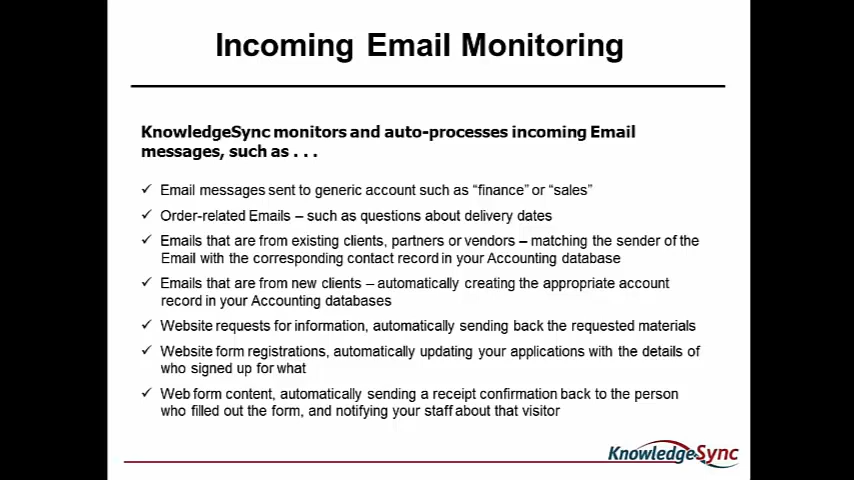 Incoming Email Monitoring
KnowledgeSync monitors and auto-processes incoming Email
messages, such as . . .
✓ Email messages sent to generic account such as “finance” or “sales”
✓ Order-related Emails – such as questions about delivery dates
✓ Emails that are from existing clients, partners or vendors – matching the sender of the
Email with the corresponding contact record in your Accounting database
✓ Emails that are from new clients – automatically creating the appropriate account
record in your Accounting databases
✓ Website requests for information, automatically sending back the requested materials
✓ Website form registrations, automatically updating your applications with the details of
who signed up for what
✓ Web form content, automatically sending a receipt confirmation back to the person
who filled out the form, and notifying your staff about that visitor
KnowledgeSync